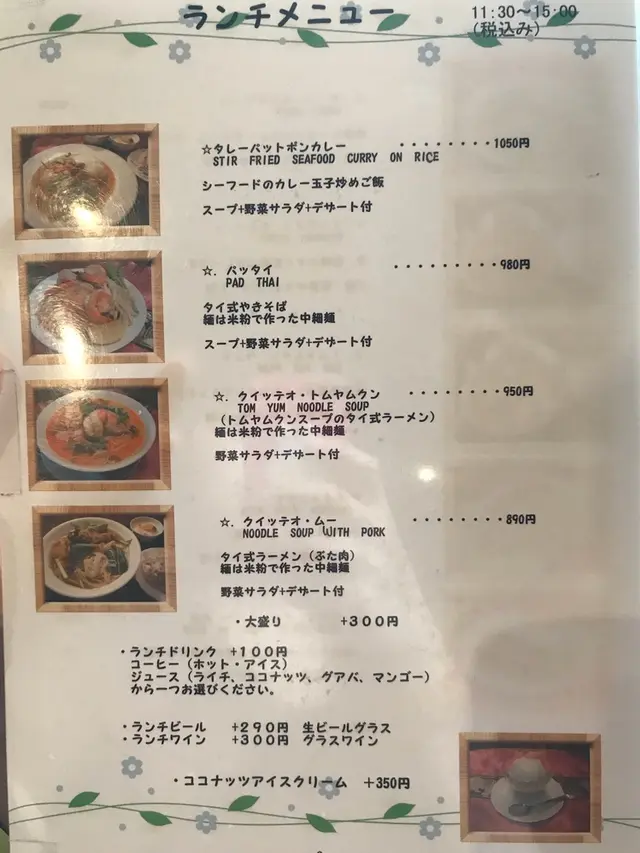 ランチメニュー
11:30～15:00
(税込み)
☆タレーパットポンカレー ・・・・・・・・1050円
STIR FRIED SEAFOOD CURRY ON RICE
シーフードのカレー玉子炒めご飯
スープ+野菜サラダ+デザート付
☆. パッタイ ・・・・・・・・・980円
PAD THAI
タイ式やきそば
麺は米粉で作った中細麺
スープ+野菜サラダ+デザート付
☆. クイッテオ・トムヤムクン ・・・・・・・・950円
TOM YUM NOODLE SOUP
(トムヤムクンスープのタイ式ラーメン)
麺は米粉で作った中細麺
野菜サラダ+デザート付
☆. クイッテオ・ムー ・・・・・・・・890円
NOODLE SOUP WITH PORK
タイ式ラーメン (ぶた肉)
麺は米粉で作った中細麺
野菜サラダ+デザート付
・大盛り +300円
・ランチドリンク +100円
コーヒー (ホット・アイス)
ジュース (ライチ、ココナッツ、グアバ、マンゴー)
から一つお選びください。
・ランチビール +290円 生ビールグラス
・ランチワイン +300円 グラスワイン
・ココナッツアイスクリーム +350円